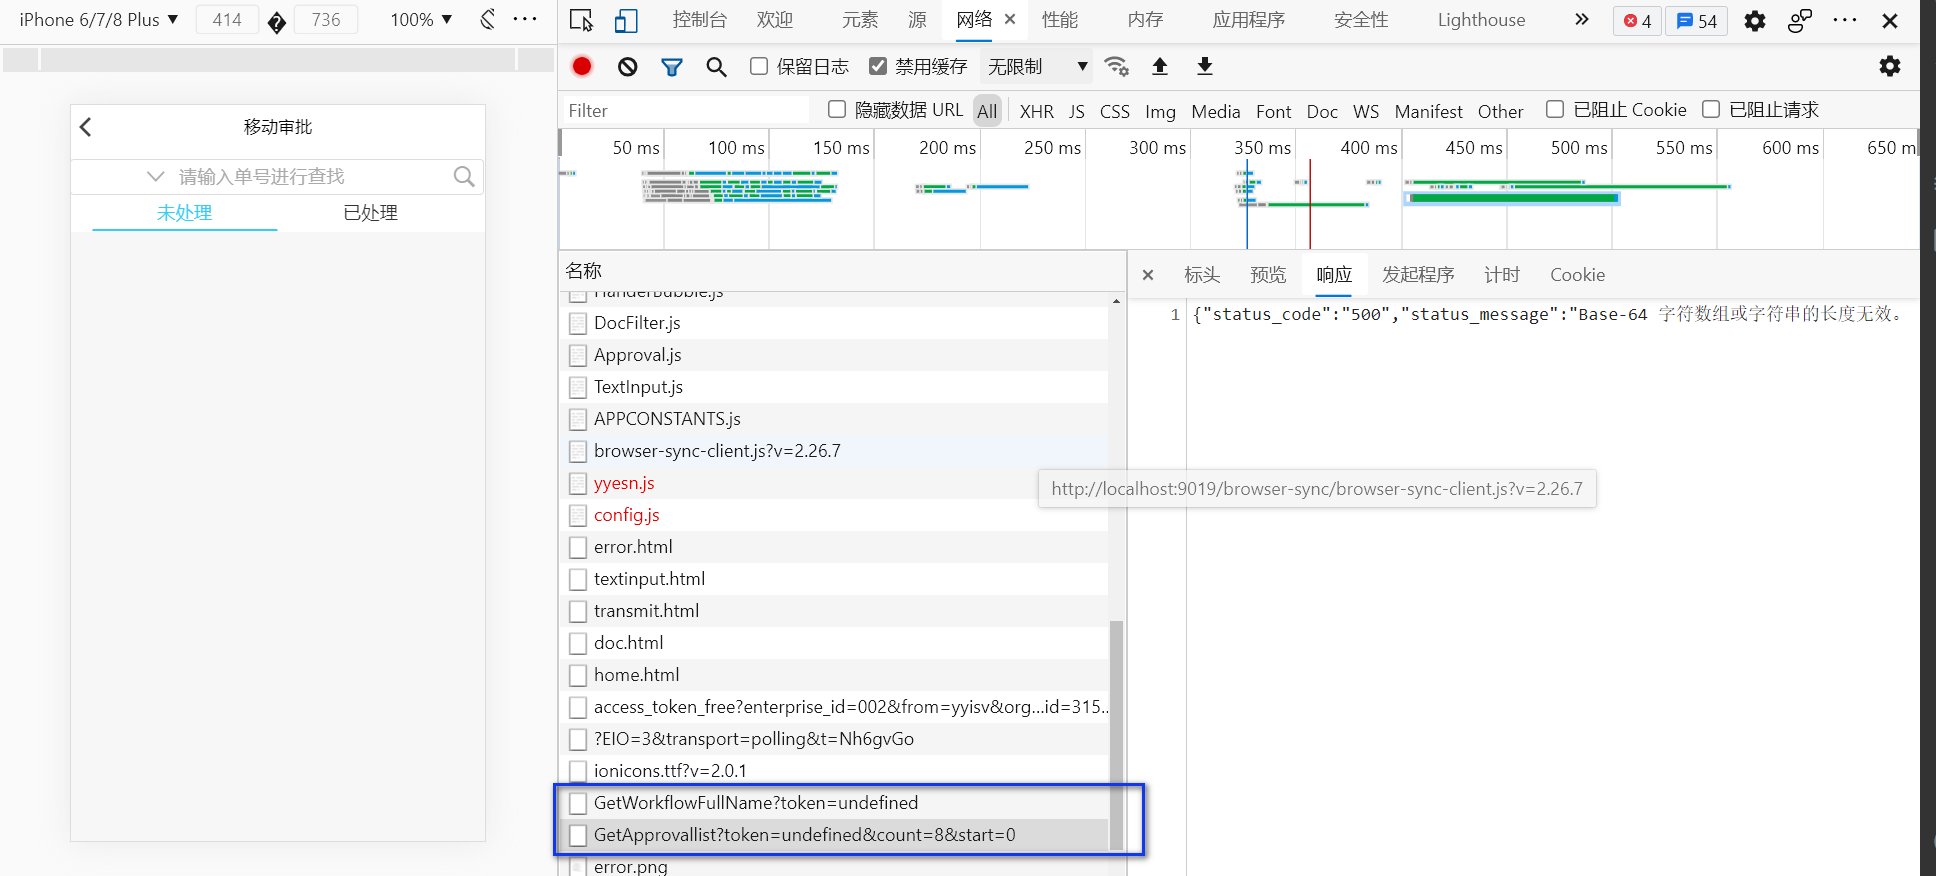 iPhone 6/7/8 Plus ▼ 414 736 100% ▼ ···
移动审批
请输入单号进行查找
未处理 已处理
控制台 欢迎 元素 源 网络 × 性能 内存 应用程序 安全性 Lighthouse » 4 54 ··· ×
保留日志 禁用缓存 无限制 ▼
Filter 隐藏数据 URL All XHR JS CSS Img Media Font Doc WS Manifest Other 已阻止 Cookie 已阻止请求
50 ms 100 ms 150 ms 200 ms 250 ms 300 ms 350 ms 400 ms 450 ms 500 ms 550 ms 600 ms 650 m
名称
HanderBubble.js
DocFilter.js
Approval.js
TextInput.js
APPCONSTANTS.js
browser-sync-client.js?v=2.26.7
yyesn.js
config.js
error.html
textinput.html
transmit.html
doc.html
home.html
access_token_free?enterprise_id=002&from=yyisv&org...id=315..
?EIO=3&transport=polling&t=Nh6gvGo
ionicons.ttf?v=2.0.1
GetWorkflowFullName?token=undefined
GetApprovallist?token=undefined&count=8&start=0
error.png
× 标头 预览 响应 发起程序 计时 Cookie
1 {"status_code":"500","status_message":"Base-64 字符数组或字符串的长度无效。
http://localhost:9019/browser-sync/browser-sync-client.js?v=2.26.7